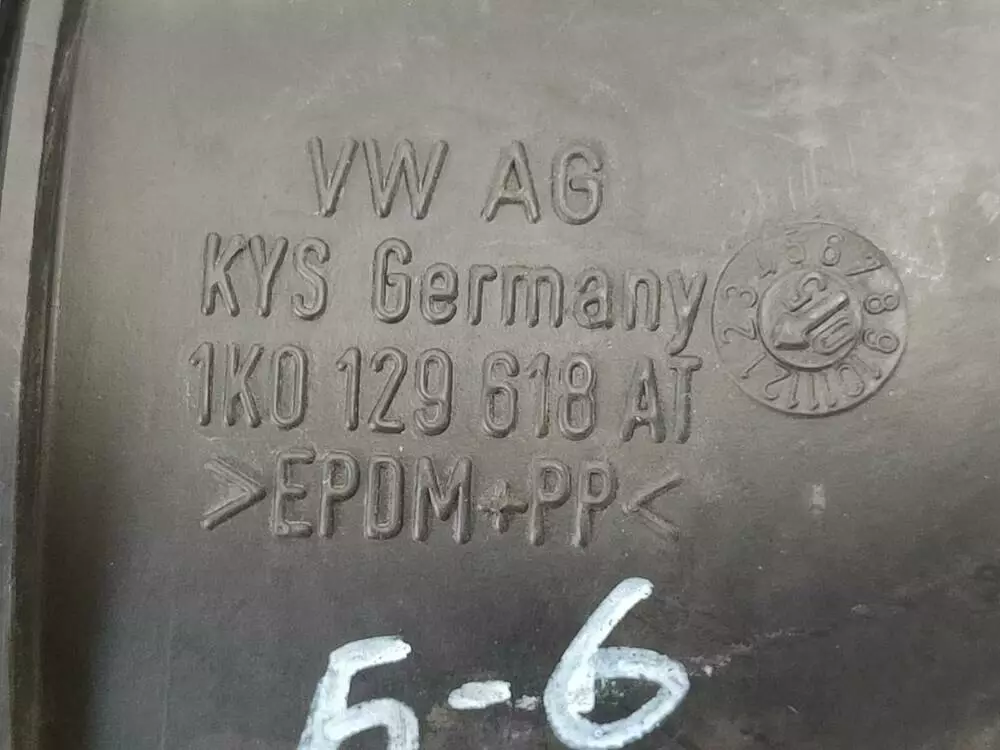 VW AG
KYS Germany
1K0 129 618 AT
>EPDM+PP<
5-6